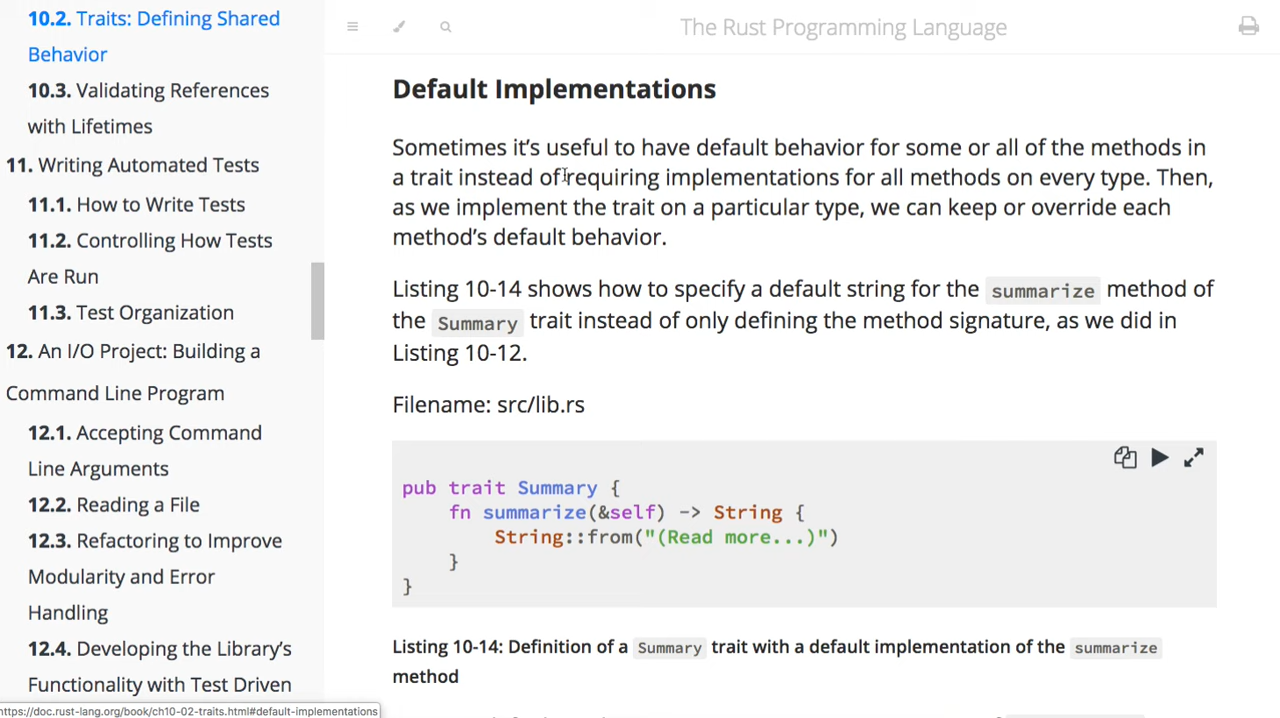 10.2. Traits: Defining Shared
Behavior
10.3. Validating References
with Lifetimes
11. Writing Automated Tests
11.1. How to Write Tests
11.2. Controlling How Tests
Are Run
11.3. Test Organization
12. An I/O Project: Building a
Command Line Program
12.1. Accepting Command
Line Arguments
12.2. Reading a File
12.3. Refactoring to Improve
Modularity and Error
Handling
12.4. Developing the Library's
Functionality with Test Driven
https://doc.rust-lang.org/book/ch10-02-traits.html#default-implementations
The Rust Programming Language
Default Implementations
Sometimes it's useful to have default behavior for some or all of the methods in
a trait instead of requiring implementations for all methods on every type. Then,
as we implement the trait on a particular type, we can keep or override each
method's default behavior.
Listing 10-14 shows how to specify a default string for the summarize method of
the Summary trait instead of only defining the method signature, as we did in
Listing 10-12.
Filename: src/lib.rs
pub trait Summary {
    fn summarize(&self) -> String {
        String::from("(Read more...)")
    }
}
Listing 10-14: Definition of a Summary trait with a default implementation of the summarize
method